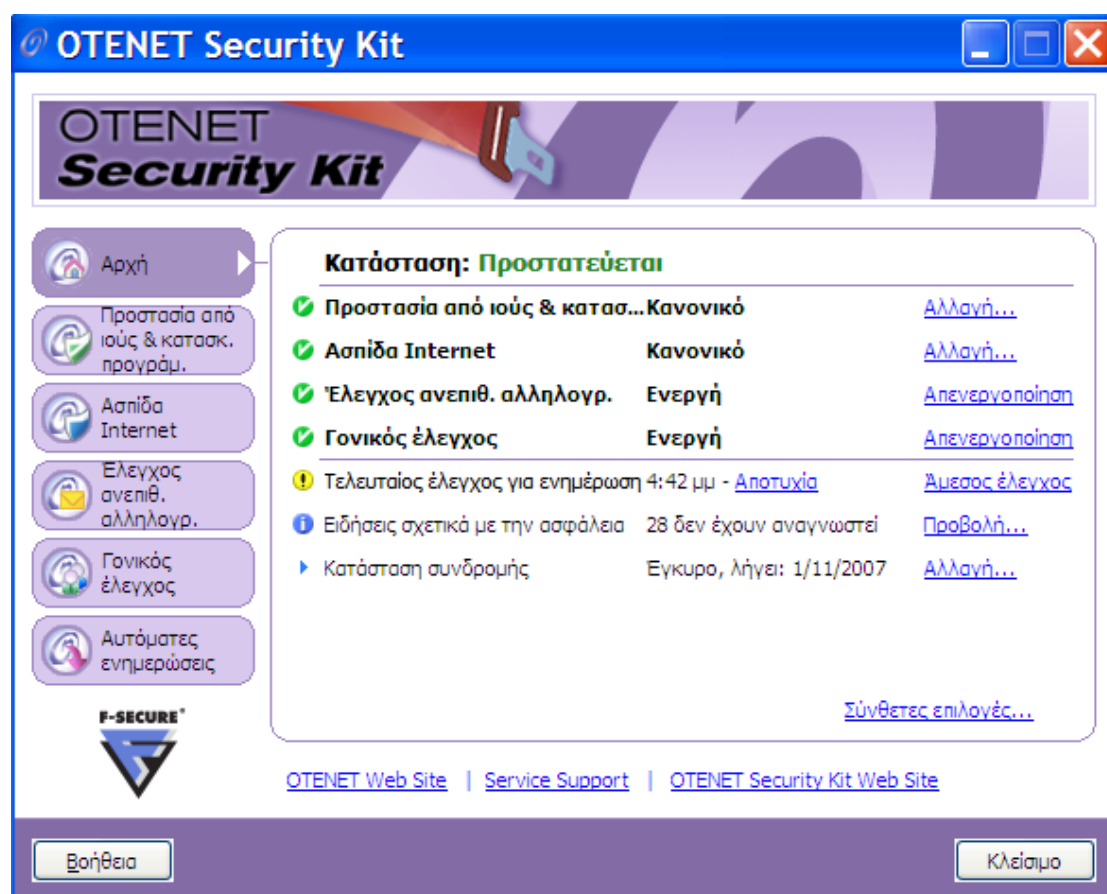 OTENET Security Kit
OTENET
Security Kit
Αρχή
Προστασία από
ιούς & κατασκ.
προγράμ.
Ασπίδα
Internet
Έλεγχος
ανεπιθ.
αλληλογρ.
Γονικός
έλεγχος
Αυτόματες
ενημερώσεις
F-SECURE®
Κατάσταση: Προστατεύεται
Προστασία από ιούς & κατασ... Κανονικό Αλλαγή...
Ασπίδα Internet Κανονικό Αλλαγή...
Έλεγχος ανεπιθ. αλληλογρ. Ενεργή Απενεργοποίηση
Γονικός έλεγχος Ενεργή Απενεργοποίηση
Τελευταίος έλεγχος για ενημέρωση 4:42 μμ - Αποτυχία Άμεσος έλεγχος
Ειδήσεις σχετικά με την ασφάλεια 28 δεν έχουν αναγνωστεί Προβολή...
Κατάσταση συνδρομής Έγκυρο, λήγει: 1/11/2007 Αλλαγή...
Σύνθετες επιλογές...
OTENET Web Site | Service Support | OTENET Security Kit Web Site
Βοήθεια Κλείσιμο